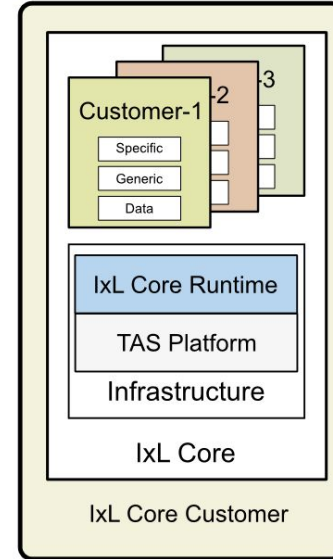 -3
-2
Customer-1
Specific
Generic
Data
IxL Core Runtime
TAS Platform
Infrastructure
IxL Core
IxL Core Customer